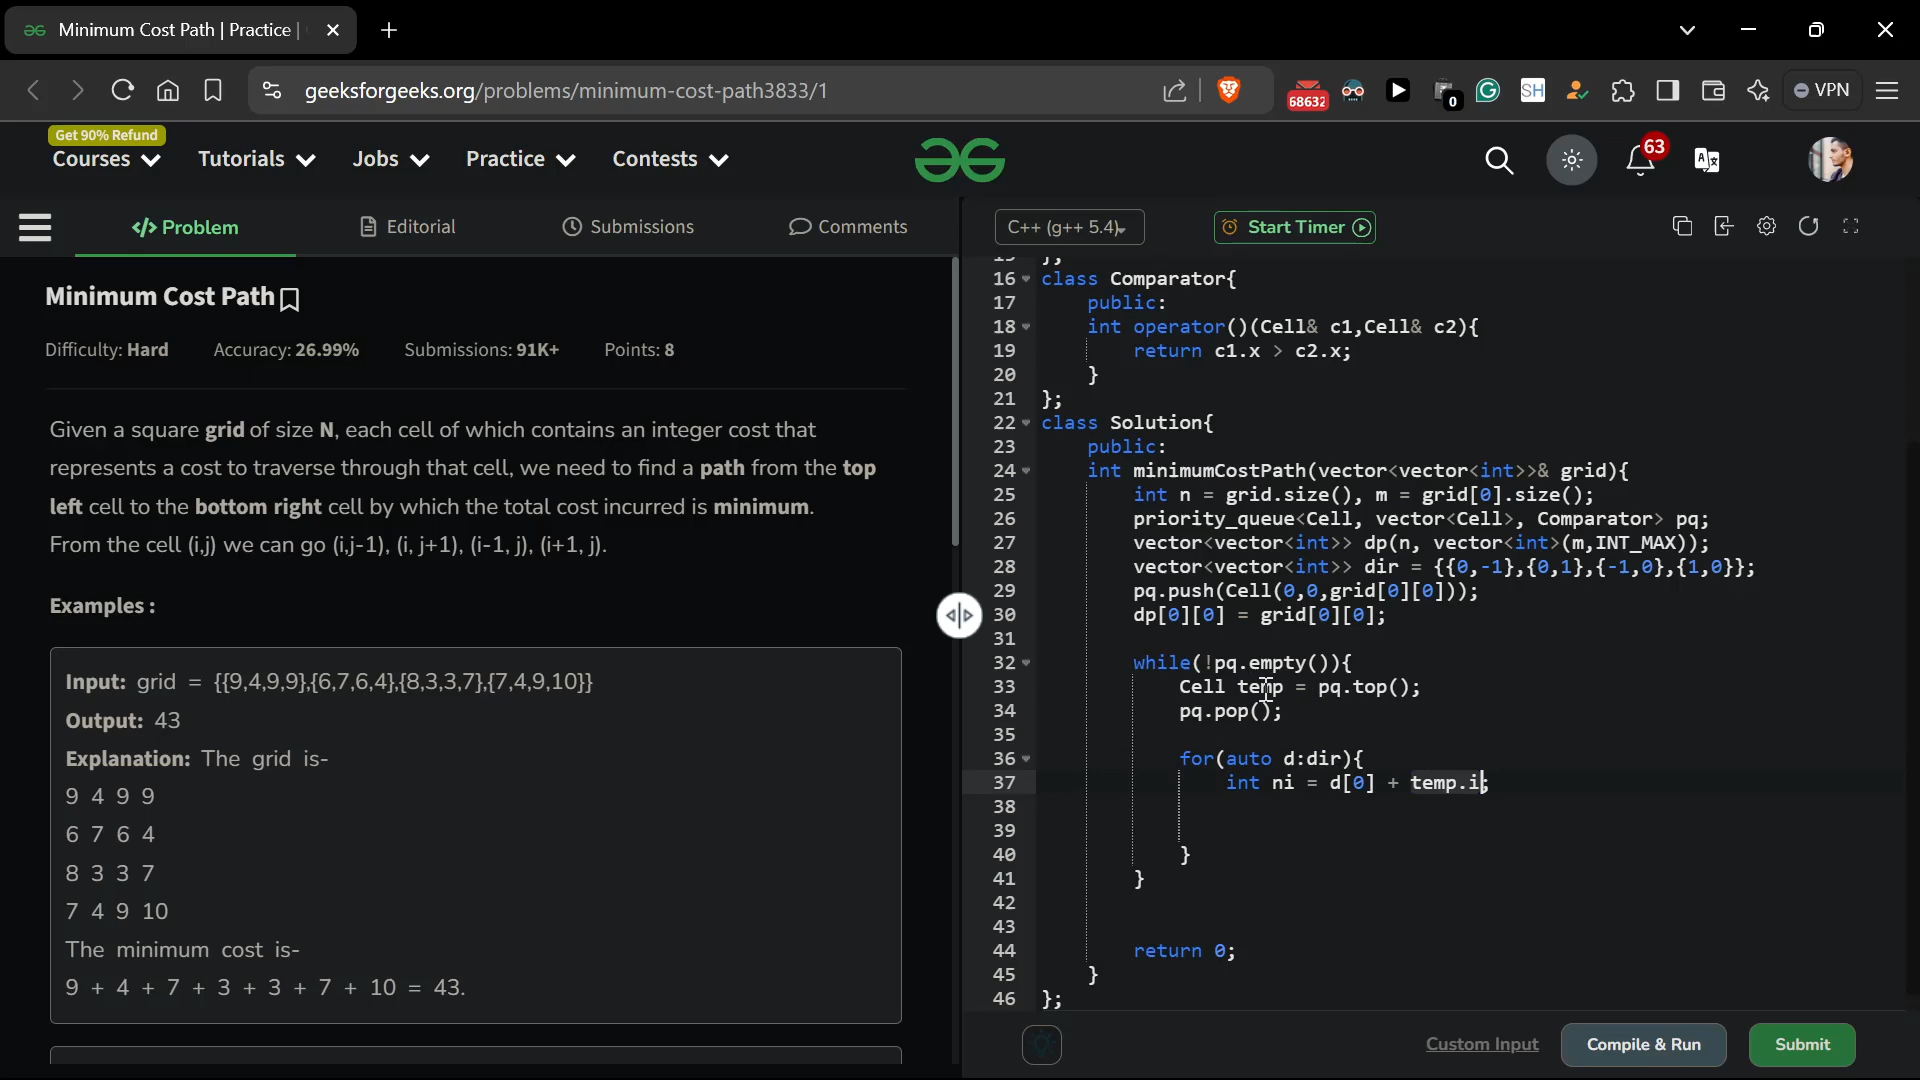 Minimum Cost Path | Practice |
geeksforgeeks.org/problems/minimum-cost-path3833/1
68632
0
SH
VPN
Get 90% Refund
Courses
Tutorials
Jobs
Practice
Contests
63
</> Problem
Editorial
Submissions
Comments
Minimum Cost Path
Difficulty: Hard
Accuracy: 26.99%
Submissions: 91K+
Points: 8
Given a square grid of size N, each cell of which contains an integer cost that
represents a cost to traverse through that cell, we need to find a path from the top
left cell to the bottom right cell by which the total cost incurred is minimum.
From the cell (i,j) we can go (i,j-1), (i, j+1), (i-1, j), (i+1, j).
Examples :
Input: grid = {{9,4,9,9},{6,7,6,4},{8,3,3,7},{7,4,9,10}}
Output: 43
Explanation: The grid is-
9 4 9 9
6 7 6 4
8 3 3 7
7 4 9 10
The minimum cost is-
9 + 4 + 7 + 3 + 3 + 7 + 10 = 43.
C++ (g++ 5.4)
Start Timer
15 };
16 class Comparator{
17 public:
18 int operator()(Cell& c1,Cell& c2){
19 return c1.x > c2.x;
20 }
21 };
22 class Solution{
23 public:
24 int minimumCostPath(vector<vector<int>>& grid){
25 int n = grid.size(), m = grid[0].size();
26 priority_queue<Cell, vector<Cell>, Comparator> pq;
27 vector<vector<int>> dp(n, vector<int>(m,INT_MAX));
28 vector<vector<int>> dir = {{0,-1},{0,1},{-1,0},{1,0}};
29 pq.push(Cell(0,0,grid[0][0]));
30 dp[0][0] = grid[0][0];
31
32 while(!pq.empty()){
33 Cell temp = pq.top();
34 pq.pop();
35
36 for(auto d:dir){
37 int ni = d[0] + temp.i;
38
39
40 }
41 }
42
43
44 return 0;
45 }
46 };
Custom Input
Compile & Run
Submit